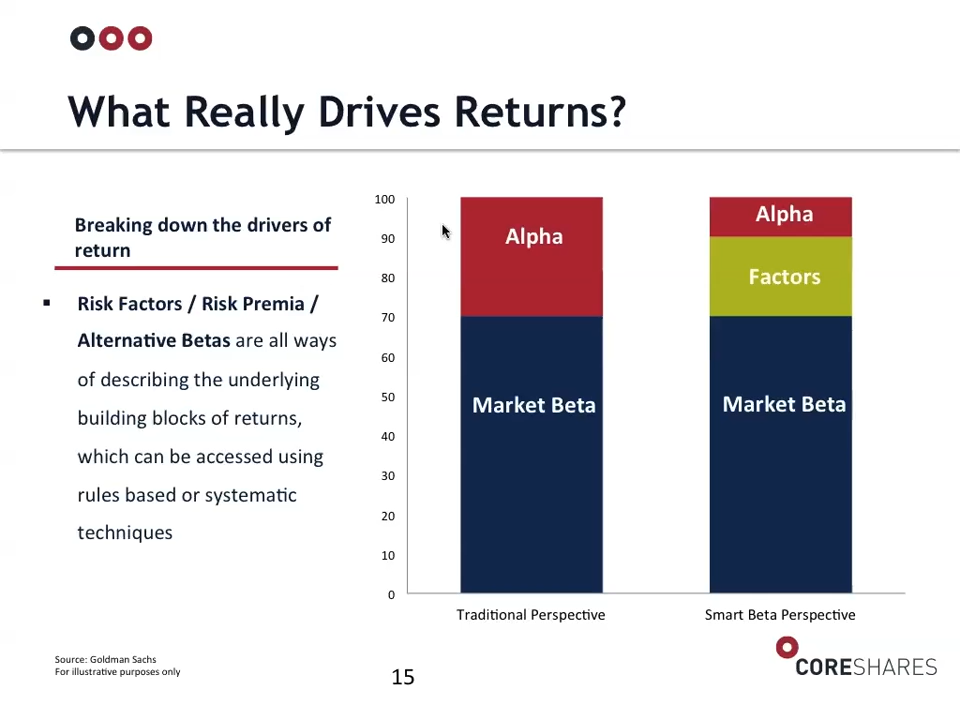 What Really Drives Returns?
Breaking down the drivers of
return
▪ Risk Factors / Risk Premia /
Alternative Betas are all ways
of describing the underlying
building blocks of returns,
which can be accessed using
rules based or systematic
techniques
100
90
80
70
60
50
40
30
20
10
0
Alpha
Market Beta
Alpha
Factors
Market Beta
Traditional Perspective
Smart Beta Perspective
Source: Goldman Sachs
For illustrative purposes only
15
CORESHARES